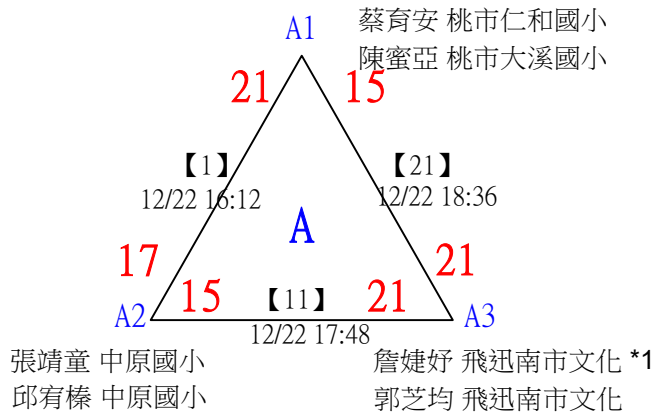 A1
蔡育安 桃市仁和國小
陳蜜亞 桃市大溪國小
21
15
【1】
12/22 16:12
【21】
12/22 18:36
A
17
21
A2
15
【11】
21
A3
12/22 17:48
張靖童 中原國小
邱宥榛 中原國小
詹婕妤 飛迅南市文化 *1
郭芝均 飛迅南市文化